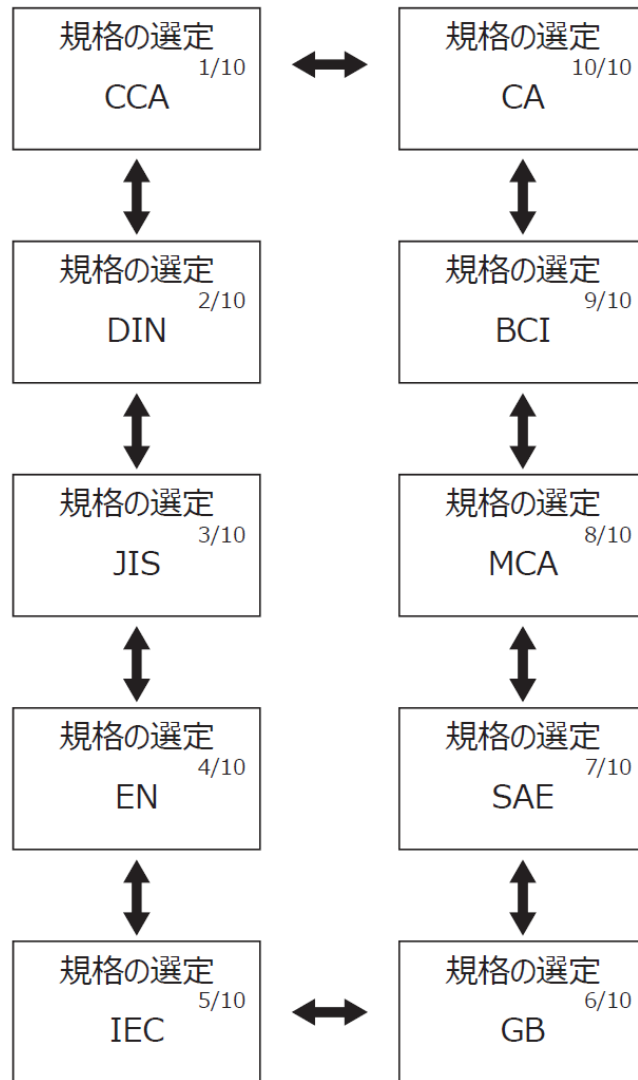 規格の選定
1/10
CCA
規格の選定
2/10
DIN
規格の選定
3/10
JIS
規格の選定
4/10
EN
規格の選定
5/10
IEC
規格の選定
6/10
GB
規格の選定
7/10
SAE
規格の選定
8/10
MCA
規格の選定
9/10
BCI
規格の選定
10/10
CA